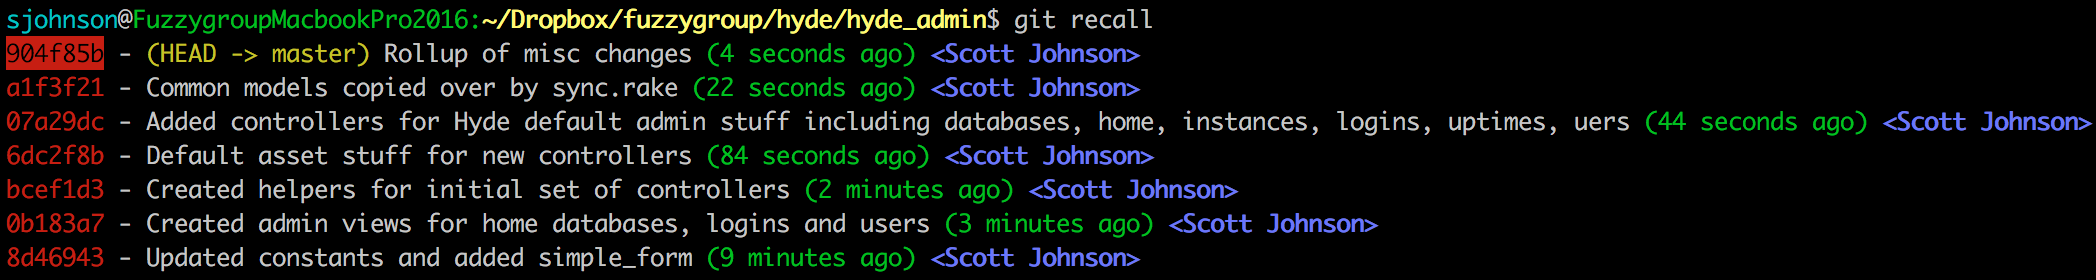 sjohnson@FuzzygroupMacbookPro2016:~/Dropbox/fuzzygroup/hyde/hyde_admin$ git recall
904f85b - (HEAD -> master) Rollup of misc changes (4 seconds ago) <Scott Johnson>
a1f3f21 - Common models copied over by sync.rake (22 seconds ago) <Scott Johnson>
07a29dc - Added controllers for Hyde default admin stuff including databases, home, instances, logins, uptimes, uers (44 seconds ago) <Scott Johnson>
6dc2f8b - Default asset stuff for new controllers (84 seconds ago) <Scott Johnson>
bcef1d3 - Created helpers for initial set of controllers (2 minutes ago) <Scott Johnson>
0b183a7 - Created admin views for home databases, logins and users (3 minutes ago) <Scott Johnson>
8d46943 - Updated constants and added simple_form (9 minutes ago) <Scott Johnson>